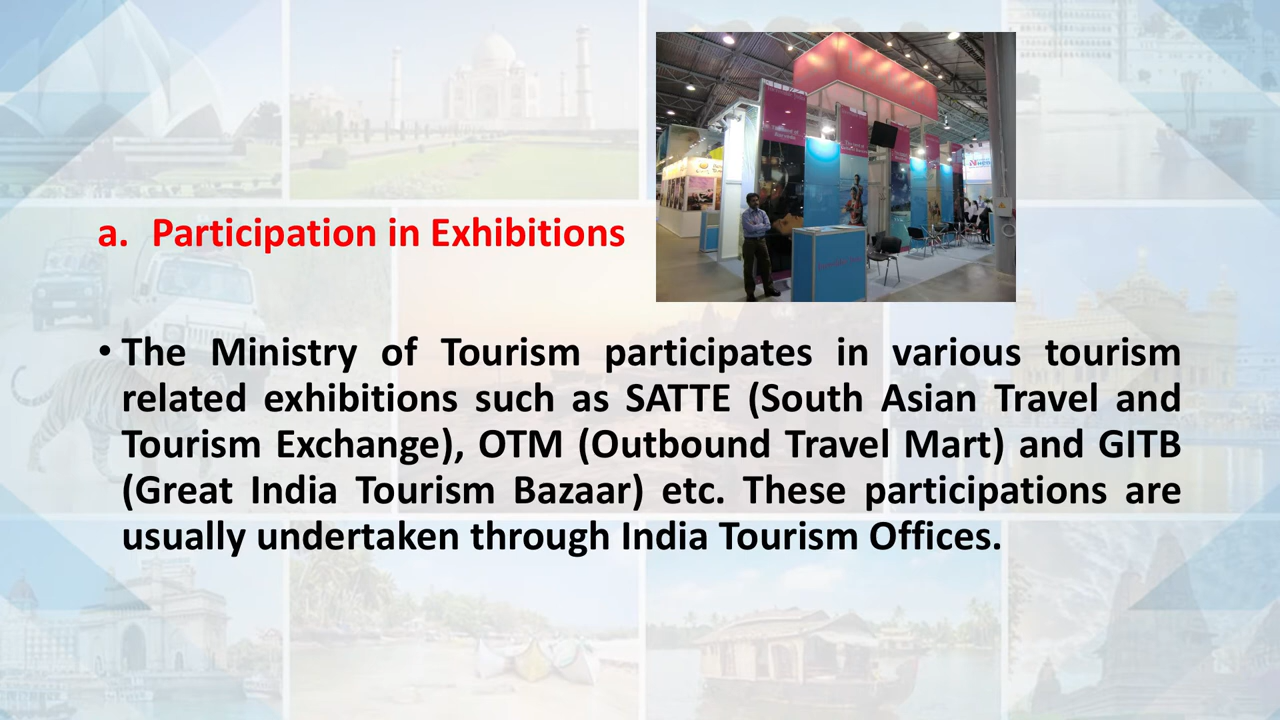 a. Participation in Exhibitions
• The Ministry of Tourism participates in various tourism
related exhibitions such as SATTE (South Asian Travel and
Tourism Exchange), OTM (Outbound Travel Mart) and GITB
(Great India Tourism Bazaar) etc. These participations are
usually undertaken through India Tourism Offices.